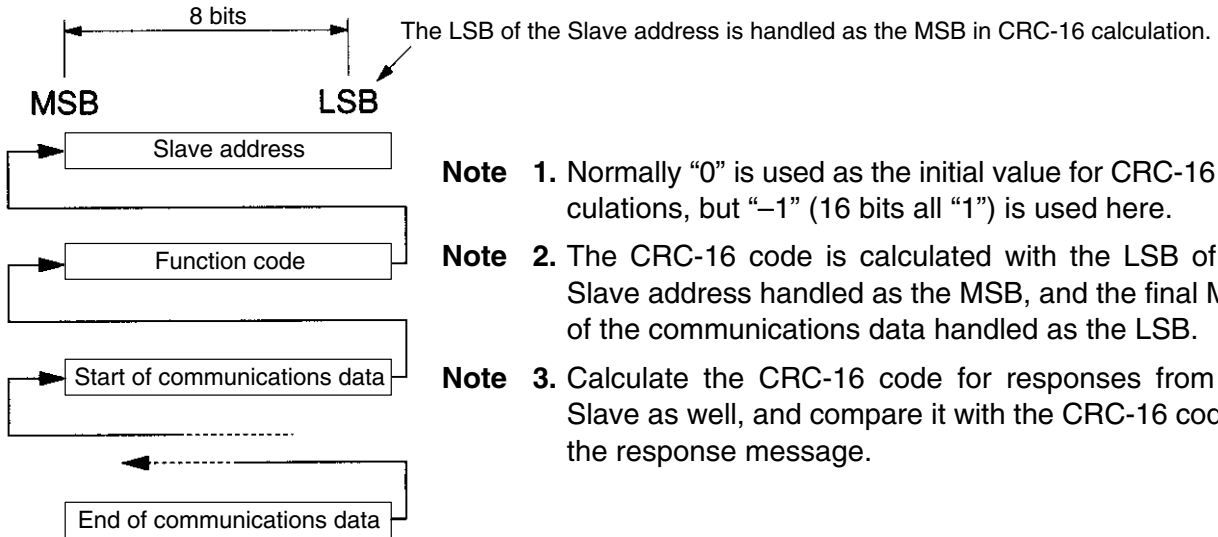 8 bits
The LSB of the Slave address is handled as the MSB in CRC-16 calculation.
MSB
LSB
Slave address
Function code
Start of communications data
End of communications data
Note 1. Normally “0” is used as the initial value for CRC-16
culations, but “–1” (16 bits all “1”) is used here.
Note 2. The CRC-16 code is calculated with the LSB of
Slave address handled as the MSB, and the final
of the communications data handled as the LSB.
Note 3. Calculate the CRC-16 code for responses from
Slave as well, and compare it with the CRC-16
the response message.